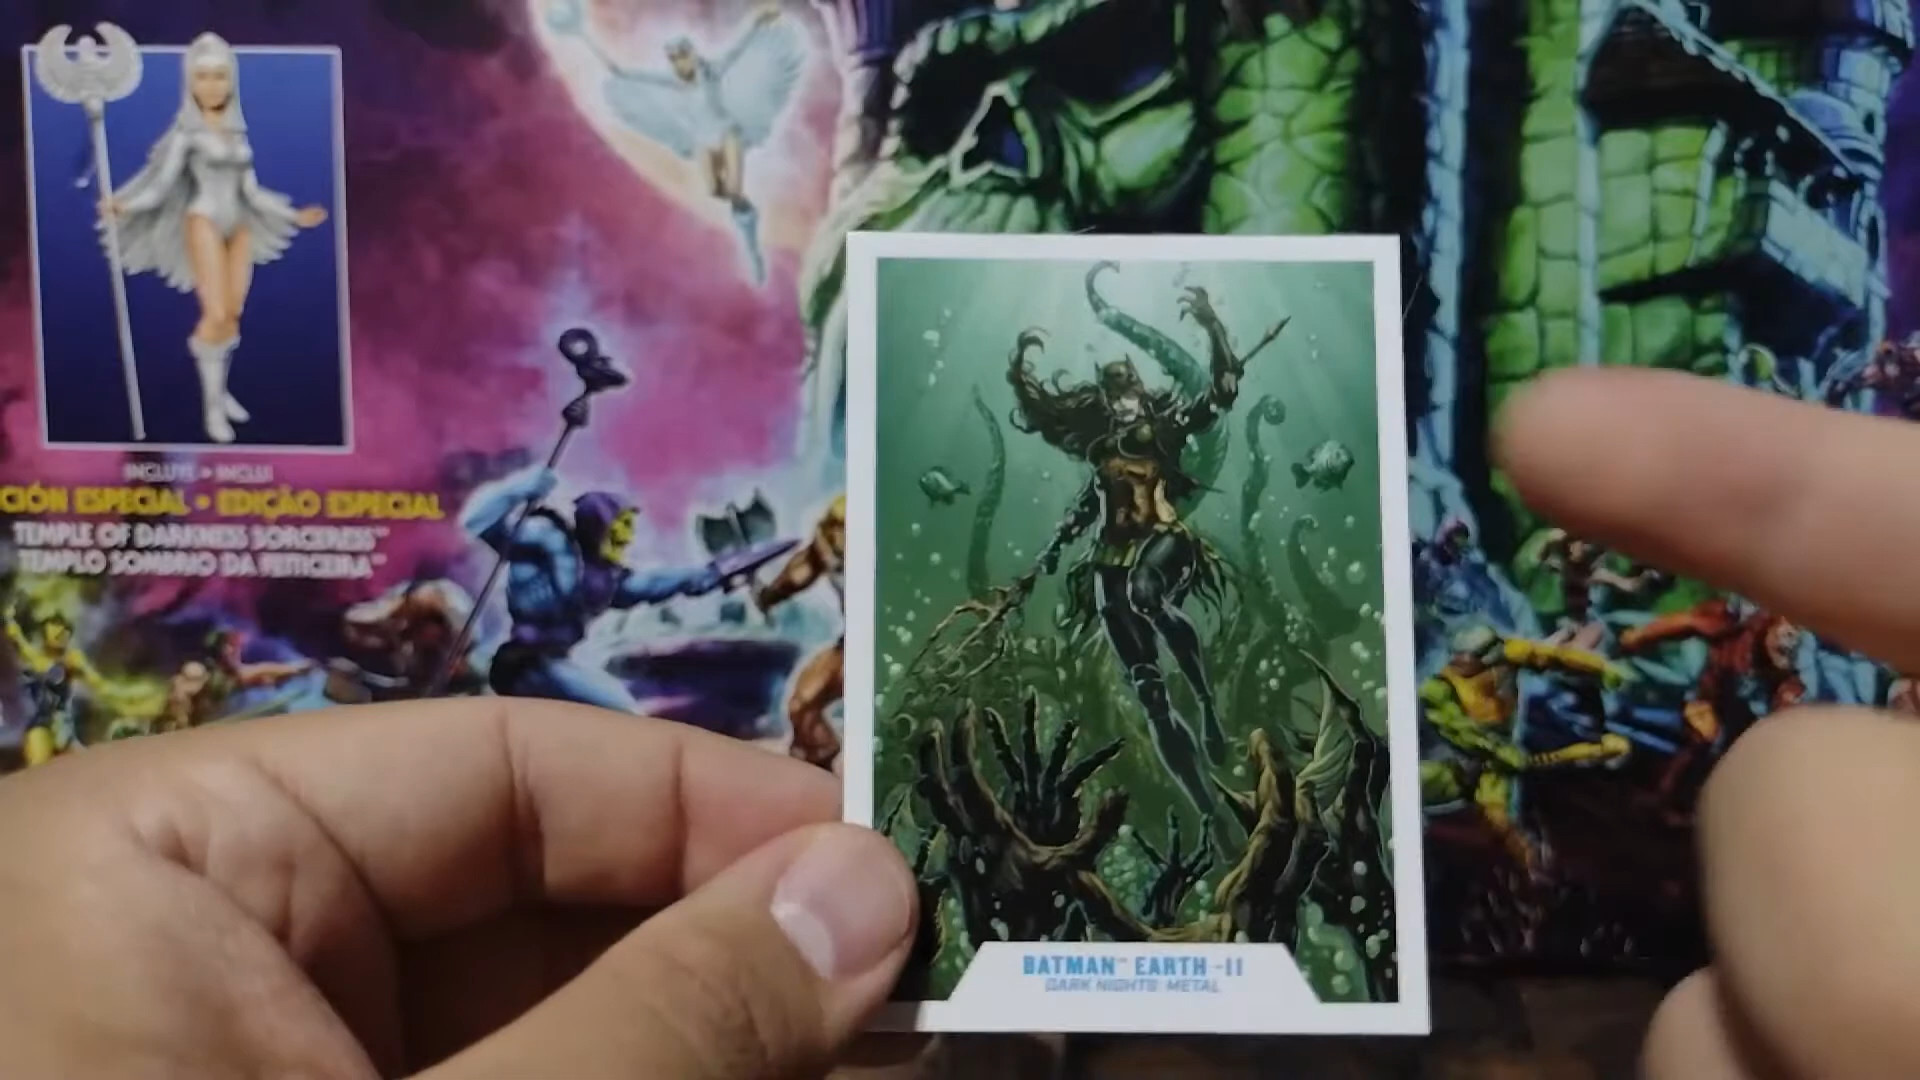 INCLUYE • INCLUI
CIÓN ESPECIAL • EDIÇÃO ESPECIAL
TEMPLE OF DARKNESS SORCERESS™
TEMPLO SOMBRIO DA FEITICEIRA™
BATMAN™ EARTH -11
DARK NIGHTS: METAL